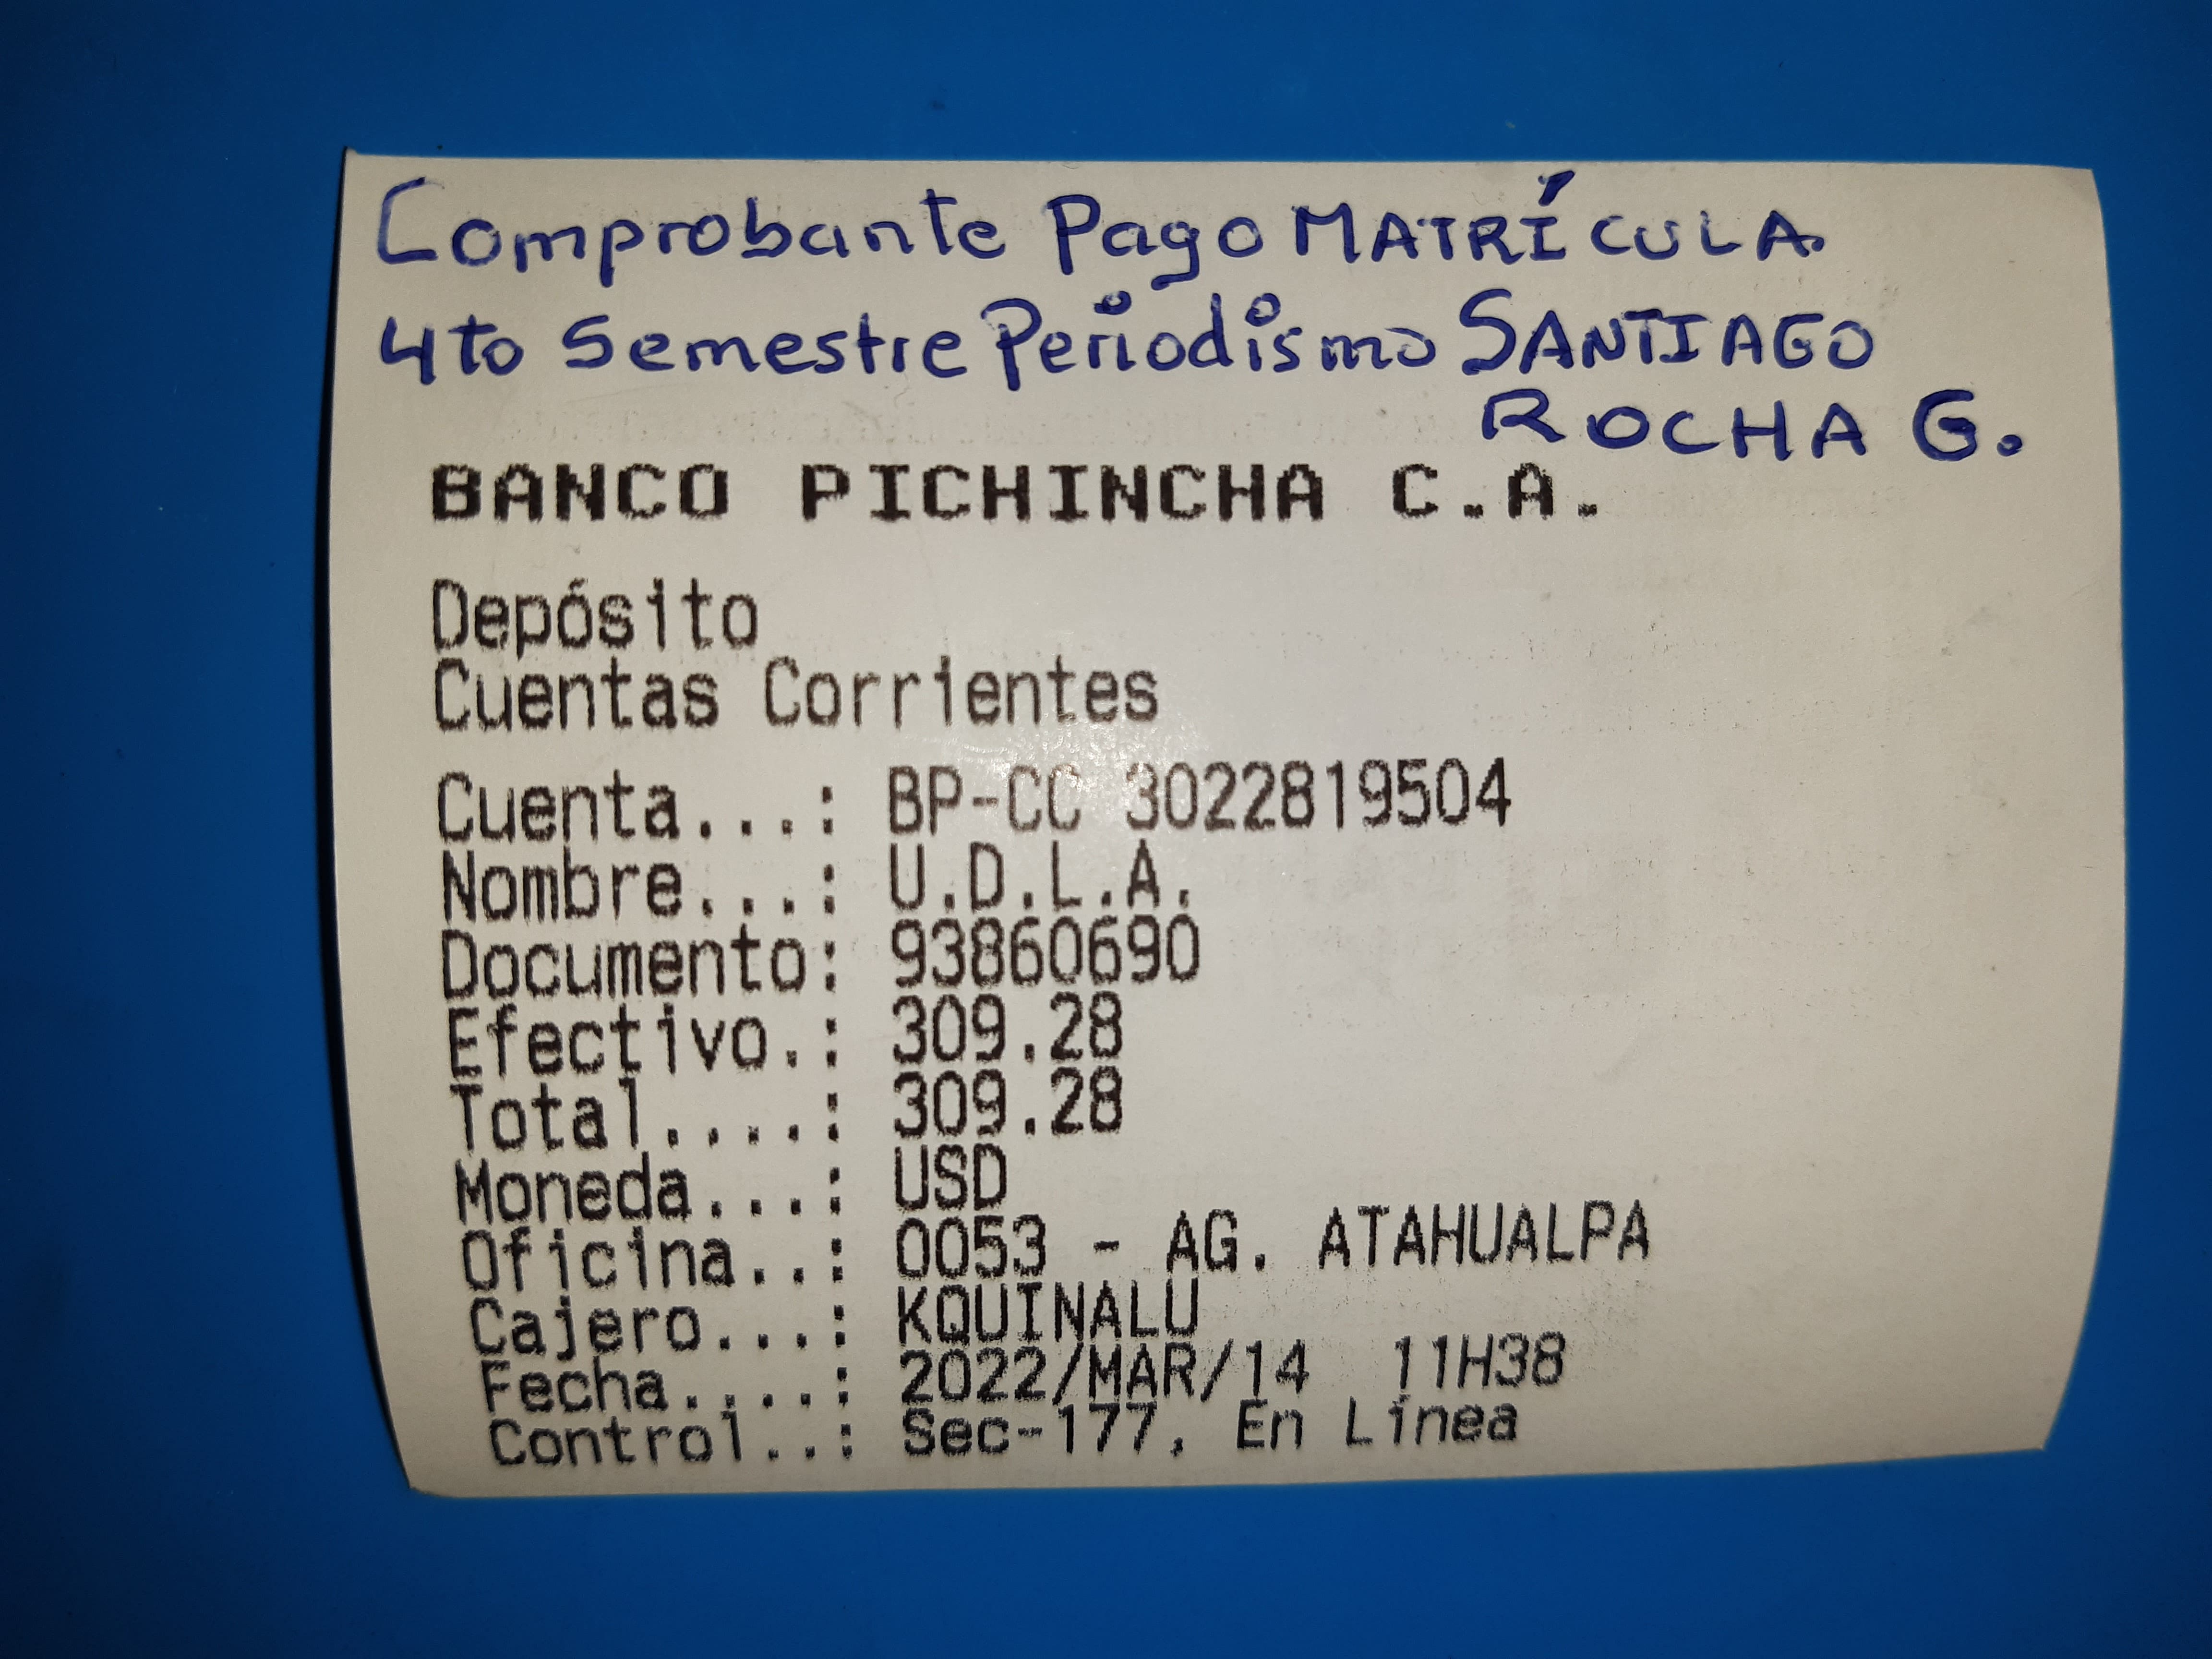 Comprobante Pago MATRÍCULA.
4to Semestre Periodismo SANTIAGO
ROCHA G.
BANCO PICHINCHA C.A.
Depósito
Cuentas Corrientes
Cuenta...: BP-CC 3022819504
Nombre...: U.D.L.A.
Documento: 93860690
Efectivo.: 309.28
Total....: 309.28
Moneda...: USD
Oficina..: 0053 - AG. ATAHUALPA
Cajero...: KQUINALU
Fecha....: 2022/MAR/14 11H38
Control..: Sec-177, En Línea